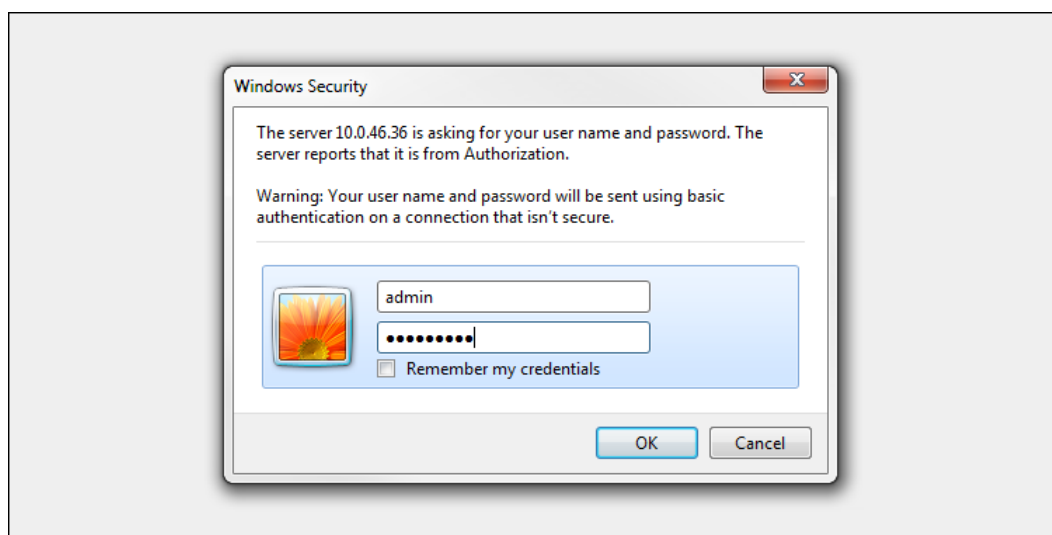 Windows Security
The server 10.0.46.36 is asking for your user name and password. The
server reports that it is from Authorization.
Warning: Your user name and password will be sent using basic
authentication on a connection that isn't secure.
admin
●●●●●●●●●
Remember my credentials
OK
Cancel